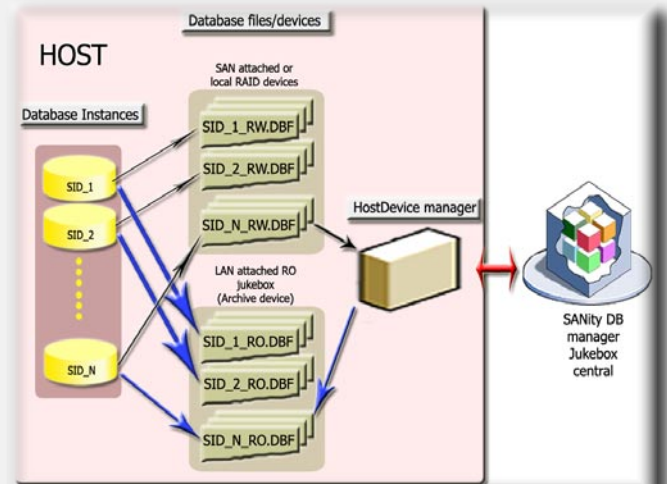 Database files/devices
HOST
SAN attached or
local RAID devices
Database Instances
SID_1_RW.DBF
SID_2_RW.DBF
SID_N_RW.DBF
SID_1
SID_2
SID_N
HostDevice manager
LAN attached RO
jukebox
(Archive device)
SID_1_RO.DBF
SID_2_RO.DBF
SID_N_RO.DBF
SANity DB
manager
Jukebox
central